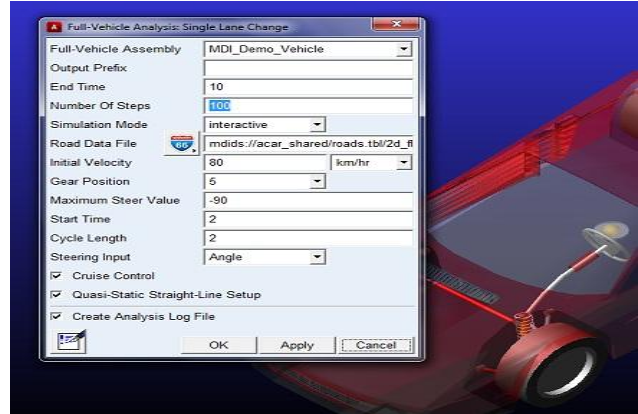 Full-Vehicle Analysis: Single Lane Change
Full-Vehicle Assembly MDI_Demo_Vehicle
Output Prefix
End Time 10
Number Of Steps 100
Simulation Mode interactive
Road Data File 66 mdids://acar_shared/roads.tbl/2d_fl
Initial Velocity 80 km/hr
Gear Position 5
Maximum Steer Value -90
Start Time 2
Cycle Length 2
Steering Input Angle
Cruise Control
Quasi-Static Straight-Line Setup
Create Analysis Log File
OK Apply Cancel